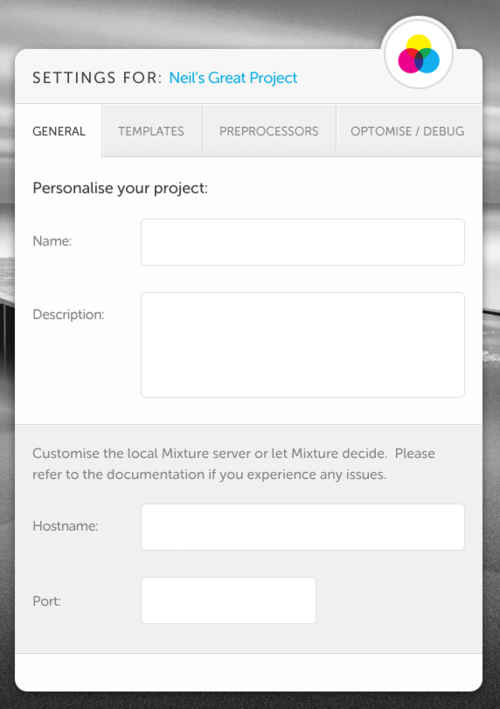 SETTINGS FOR: Neil's Great Project
GENERAL TEMPLATES PREPROCESSORS OPTOMISE / DEBUG
Personalise your project:
Name:
Description:
Customise the local Mixture server or let Mixture decide. Please
refer to the documentation if you experience any issues.
Hostname:
Port: